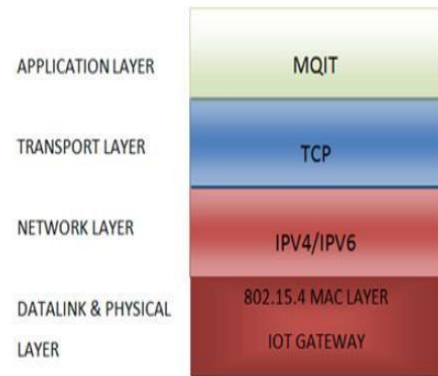 APPLICATION LAYER MQIT
TRANSPORT LAYER TCP
NETWORK LAYER IPV4/IPV6
DATALINK & PHYSICAL 802.15.4 MAC LAYER
LAYER IOT GATEWAY